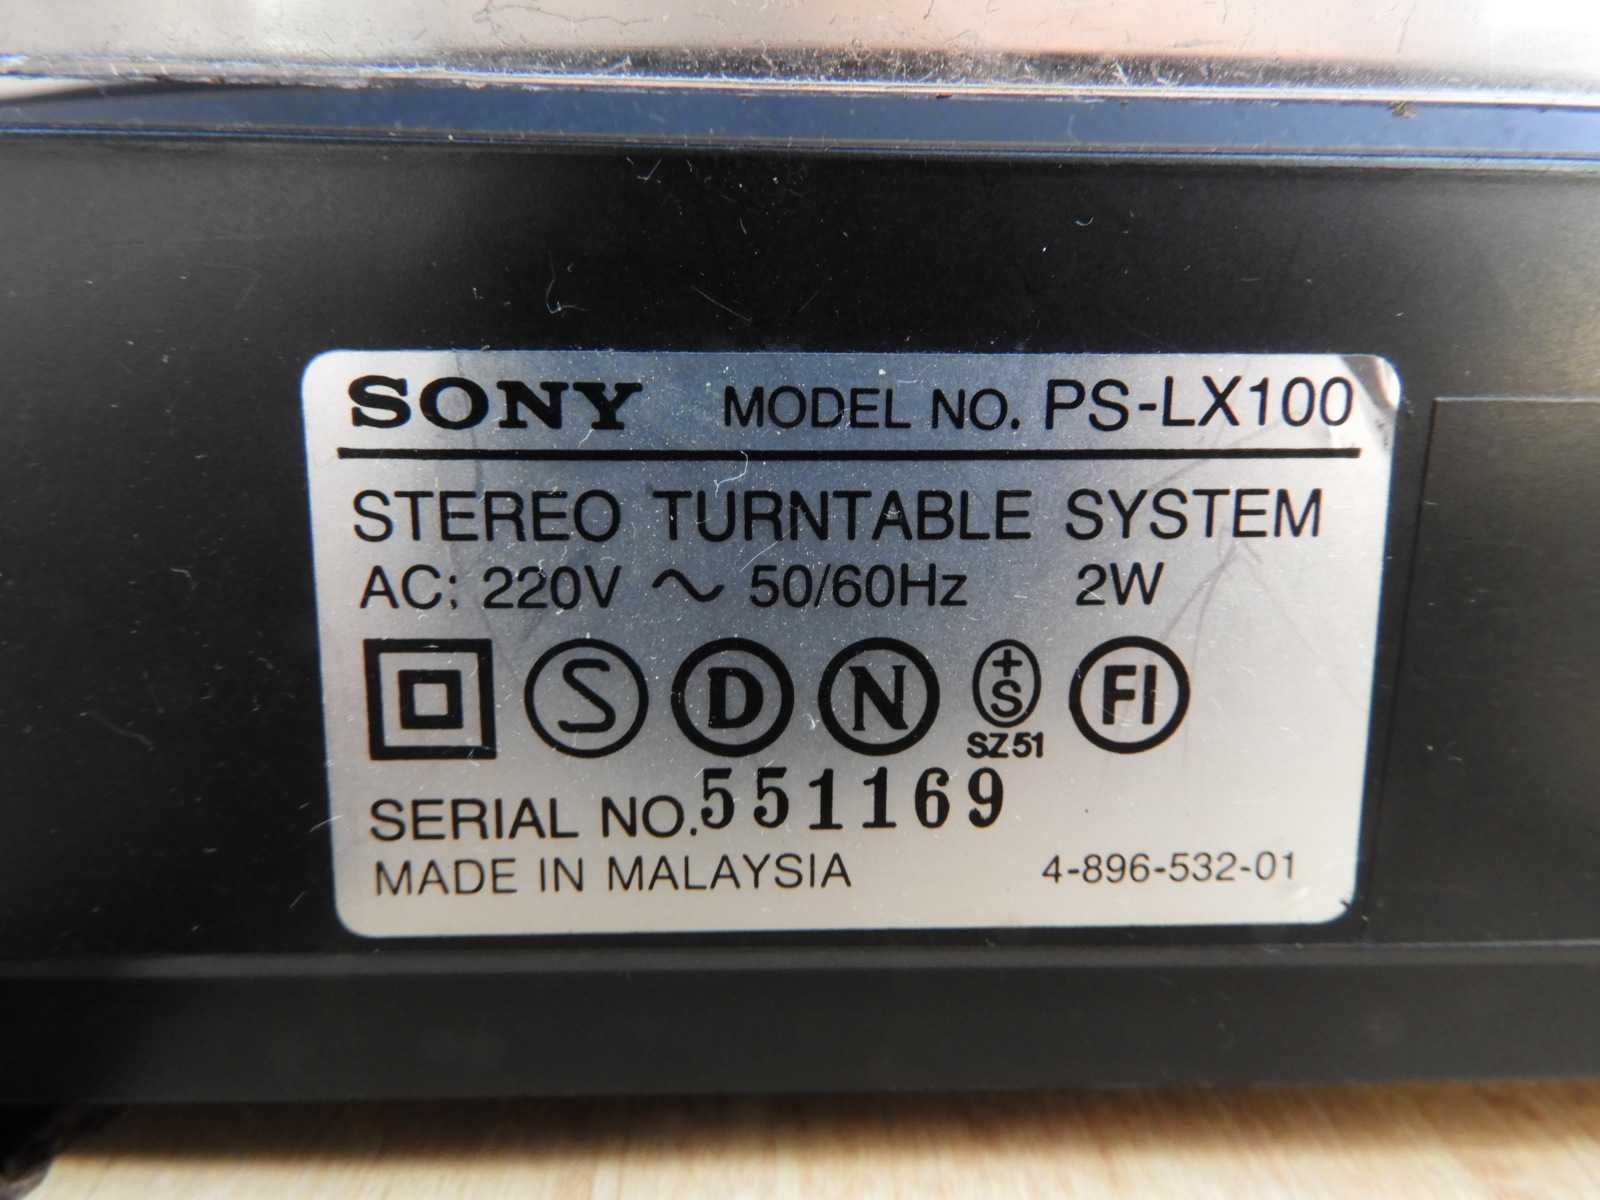 SONY MODEL NO. PS-LX100
STEREO TURNTABLE SYSTEM
AC: 220V ~ 50/60Hz 2W
S D N +S FI
SZ51
SERIAL NO. 551169
MADE IN MALAYSIA 4-896-532-01